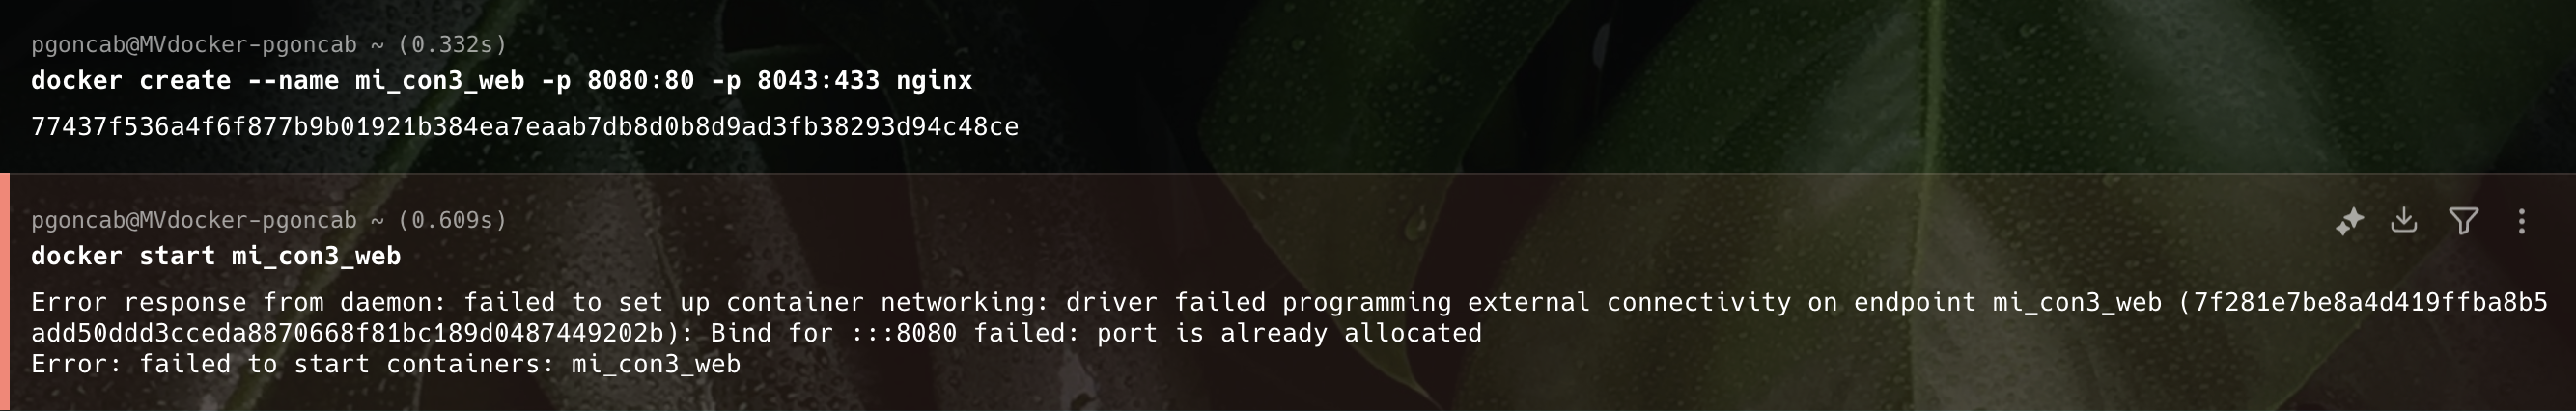 pgoncab@MVdocker-pgoncab ~ (0.332s)
docker create --name mi_con3_web -p 8080:80 -p 8043:433 nginx
77437f536a4f6f877b9b01921b384ea7eaab7db8d0b8d9ad3fb38293d94c48ce
pgoncab@MVdocker-pgoncab ~ (0.609s)
docker start mi_con3_web
Error response from daemon: failed to set up container networking: driver failed programming external connectivity on endpoint mi_con3_web (7f281e7be8a4d419ffba8b5
add50ddd3cceda8870668f81bc189d0487449202b): Bind for :::8080 failed: port is already allocated
Error: failed to start containers: mi_con3_web